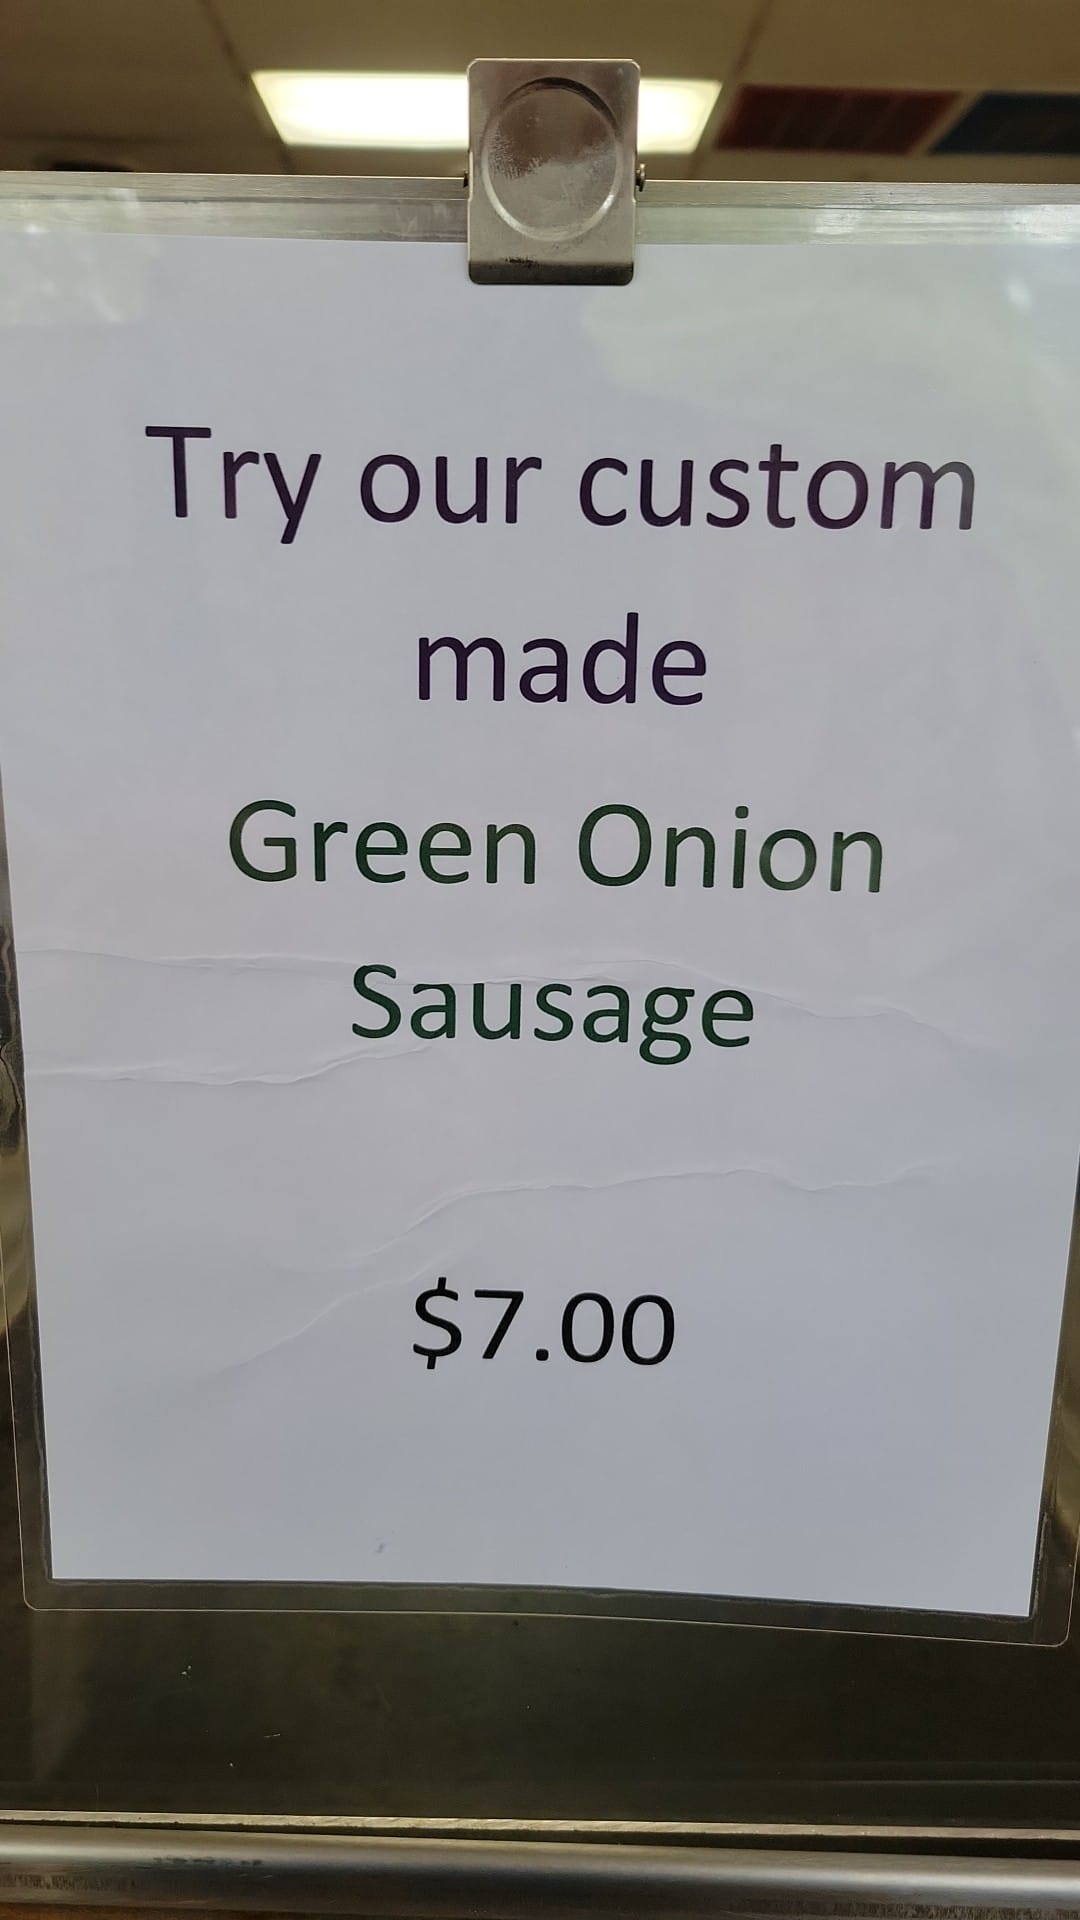 Try our custom
made
Green Onion
Sausage
$7.00